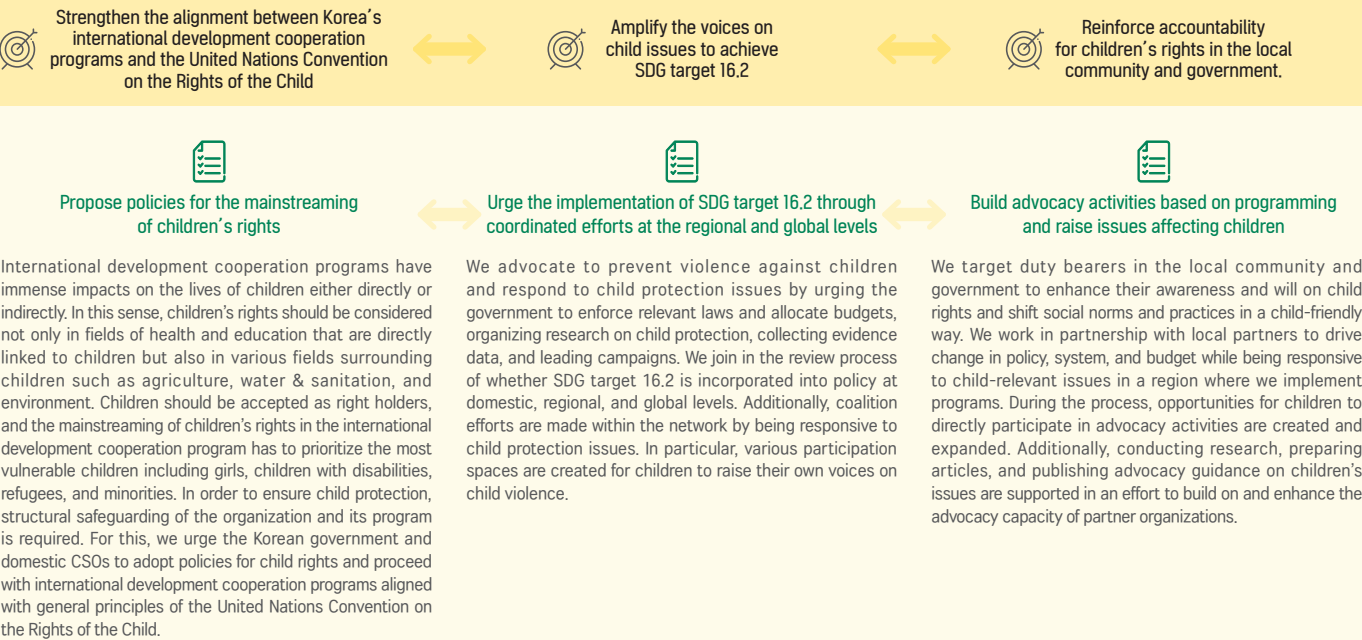 Strengthen the alignment between Korea's
international development cooperation
programs and the United Nations Convention
on the Rights of the Child
Amplify the voices on
child issues to achieve
SDG target 16.2
Reinforce accountability
for children's rights in the local
community and government.
Propose policies for the mainstreaming
of children's rights
International development cooperation programs have
immense impacts on the lives of children either directly or
indirectly. In this sense, children's rights should be considered
not only in fields of health and education that are directly
linked to children but also in various fields surrounding
children such as agriculture, water & sanitation, and
environment. Children should be accepted as right holders,
and the mainstreaming of children's rights in the international
development cooperation program has to prioritize the most
vulnerable children including girls, children with disabilities,
refugees, and minorities. In order to ensure child protection,
structural safeguarding of the organization and its program
is required. For this, we urge the Korean government and
domestic CSOs to adopt policies for child rights and proceed
with international development cooperation programs aligned
with general principles of the United Nations Convention on
the Rights of the Child.
Urge the implementation of SDG target 16.2 through
coordinated efforts at the regional and global levels
We advocate to prevent violence against children
and respond to child protection issues by urging the
government to enforce relevant laws and allocate budgets,
organizing research on child protection, collecting evidence
data, and leading campaigns. We join in the review process
of whether SDG target 16.2 is incorporated into policy at
domestic, regional, and global levels. Additionally, coalition
efforts are made within the network by being responsive to
child protection issues. In particular, various participation
spaces are created for children to raise their own voices on
child violence.
Build advocacy activities based on programming
and raise issues affecting children
We target duty bearers in the local community and
government to enhance their awareness and will on child
rights and shift social norms and practices in a child-friendly
way. We work in partnership with local partners to drive
change in policy, system, and budget while being responsive
to child-relevant issues in a region where we implement
programs. During the process, opportunities for children to
directly participate in advocacy activities are created and
expanded. Additionally, conducting research, preparing
articles, and publishing advocacy guidance on children's
issues are supported in an effort to build on and enhance the
advocacy capacity of partner organizations.